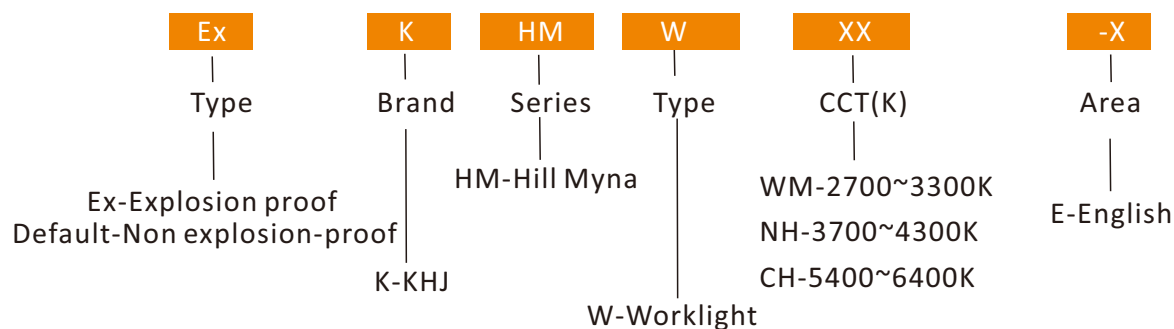 Ex K HM W XX -X
Type Brand Series Type CCT(K) Area
HM-Hill Myna
WM-2700~3300K
Ex-Explosion proof
E-English
Default-Non explosion-proof
NH-3700~4300K
K-KHJ
CH-5400~6400K
W-Worklight